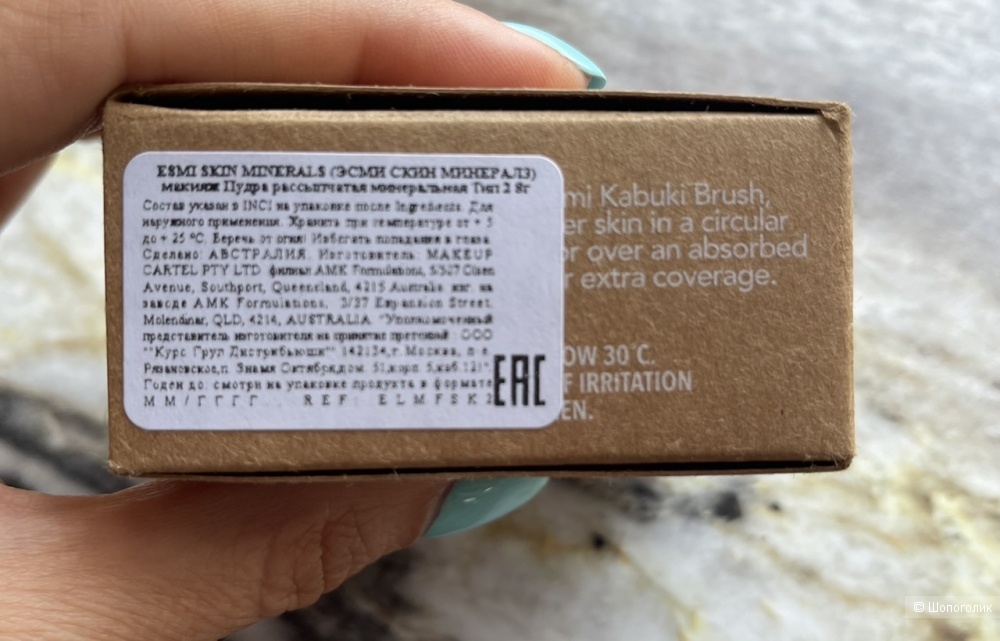 ESMI SKIN MINERALS (ЭСМИ СКИН МИНЕРАЛЗ)
макияж Пудра рассыпчатая минеральная Тип 2 8г
Состав указан в INCI на упаковке после Ingredients. Для
наружного применения. Хранить при температуре от + 5
до + 25 °C. Беречь от огня! Избегать попадания в глаза.
Сделано: АВСТРАЛИЯ. Изготовитель: MAKEUP
CARTEL PTY LTD филиал AMK Formulations, 5/507 Olsen
Avenue, Southport, Queensland, 4215 Australia изг. на
заводе AMK Formulations, 3/37 Expansion Street,
Molendinar, QLD, 4214, AUSTRALIA. "Уполномоченный
представитель изготовителя на принятие претензий: ООО
""Курс Груп Дистрибьюшн"" 142134, г. Москва, п-е.
Рязановское, п. Знамя Октября, дом. 31, корп. 5, каб. 121".
Годен до: смотри на упаковке продукта в формате
ММ/ГГГГ. REF: ELMFSK2
EAC
mi Kabuki Brush,
er skin in a circular
or over an absorbed
r extra coverage.
OW 30°C.
F IRRITATION
EN.
© Шопоголик